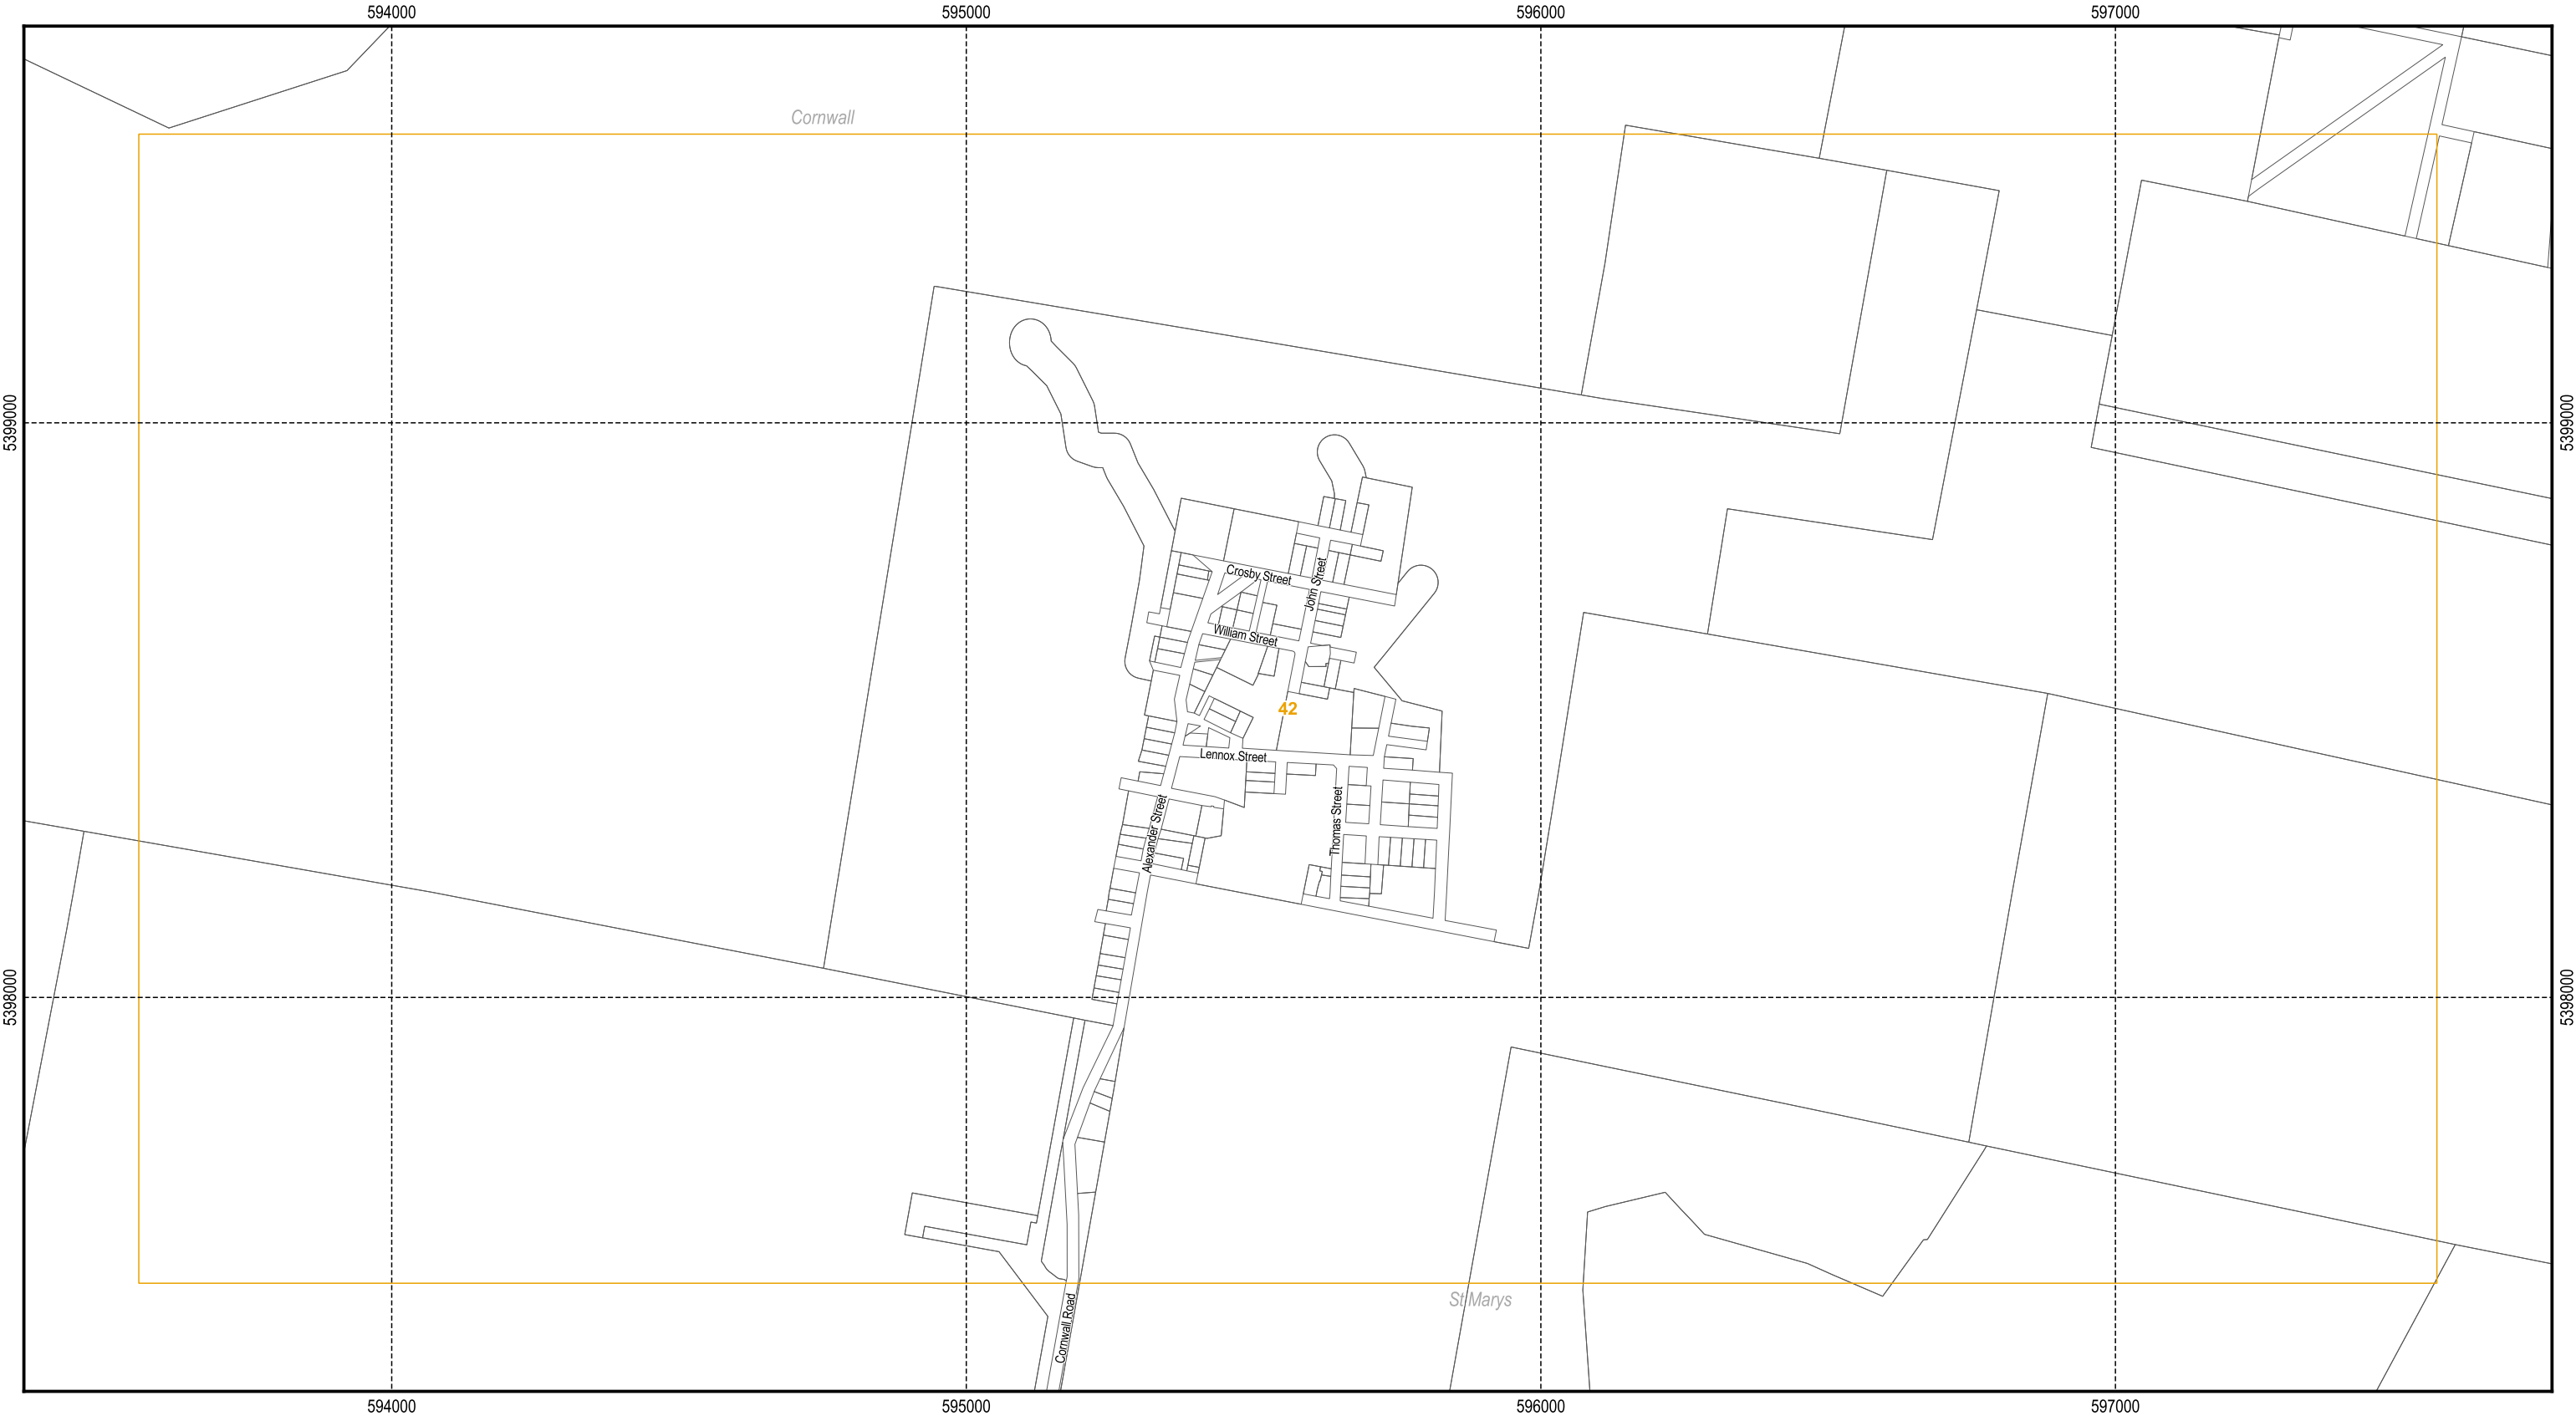 594000
595000
596000
597000
Cornwall
5399000
5399000
Crosby Street
John Street
William Street
42
Lennox Street
Thomas Street
Alexander Street
5398000
5398000
St Marys
Cornwall Road
594000
595000
596000
597000